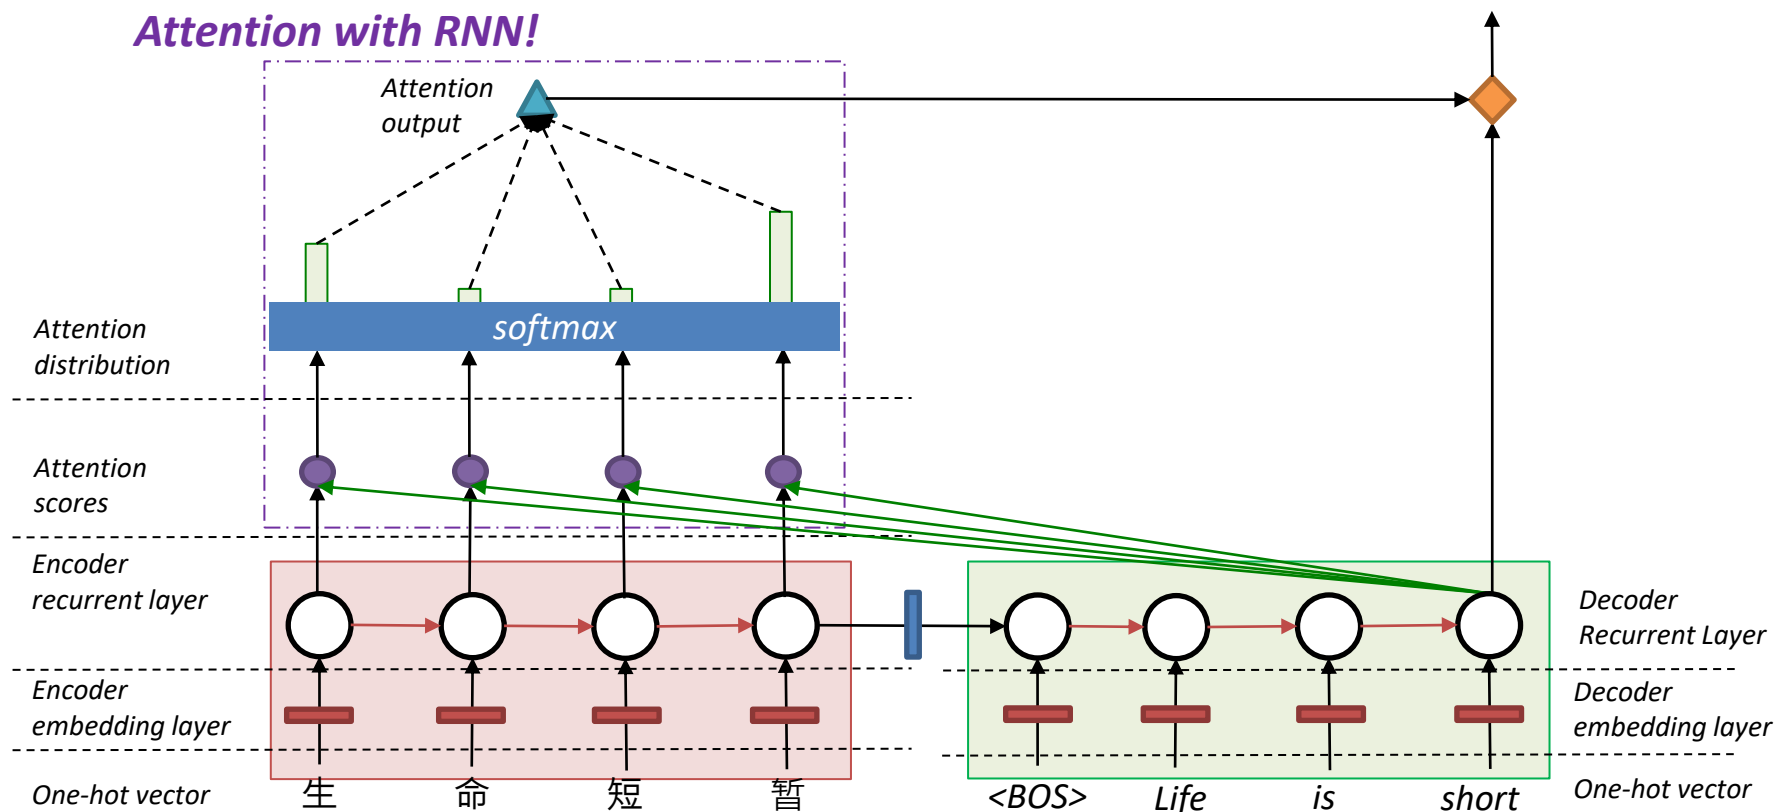 Attention with RNN!
Attention
output
softmax
Attention
distribution
Attention
scores
Encoder
recurrent layer
Decoder
Recurrent Layer
Encoder
embedding layer
Decoder
embedding layer
One-hot vector
生 命 短 暂
<BOS> Life is short
One-hot vector